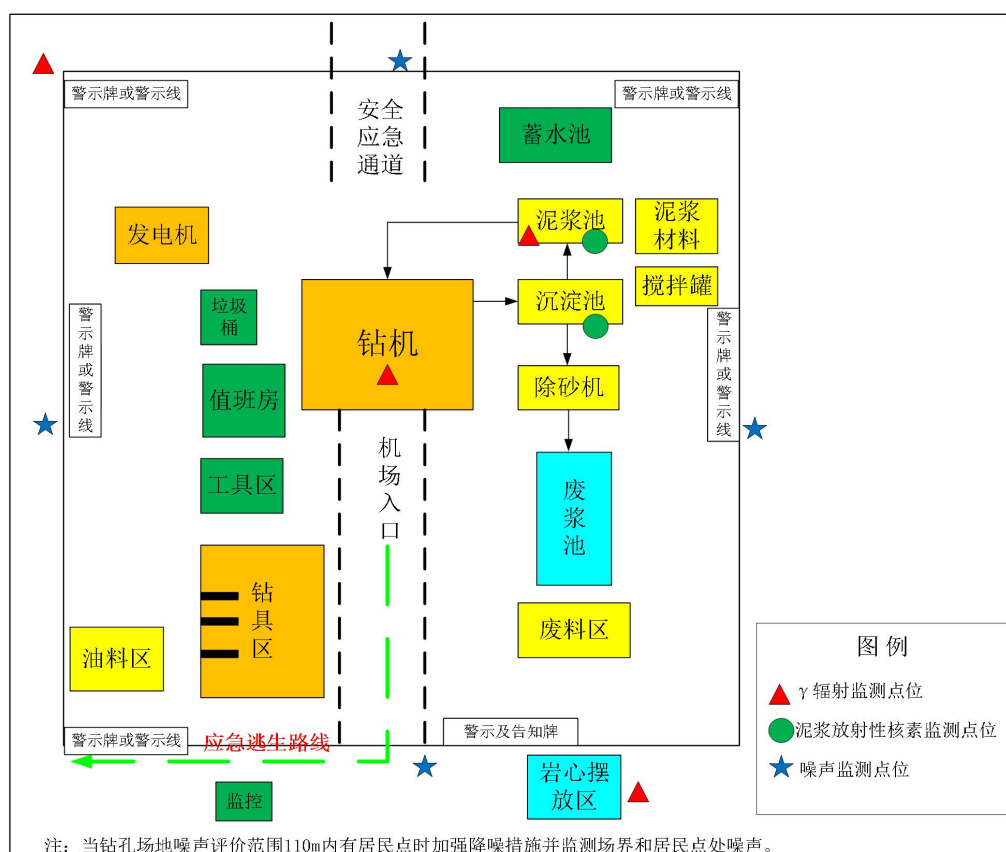 警示牌或警示线
警示牌或警示线
安全
应急
通道
蓄水池
发电机
泥浆池
泥浆
材料
垃圾
桶
钻机
沉淀池
搅拌罐
警
示
牌
或
警
示
线
警
示
牌
或
警
示
线
值班房
除砂机
工具区
机
场
入
口
废
浆
池
钻
具
区
油料区
废料区
警示牌或警示线
应急逃生路线
警示及告知牌
监控
岩心摆
放区
图 例
γ辐射监测点位
泥浆放射性核素监测点位
噪声监测点位
注：当钻孔场地噪声评价范围110m内有居民点时加强降噪措施并监测场界和居民点处噪声。